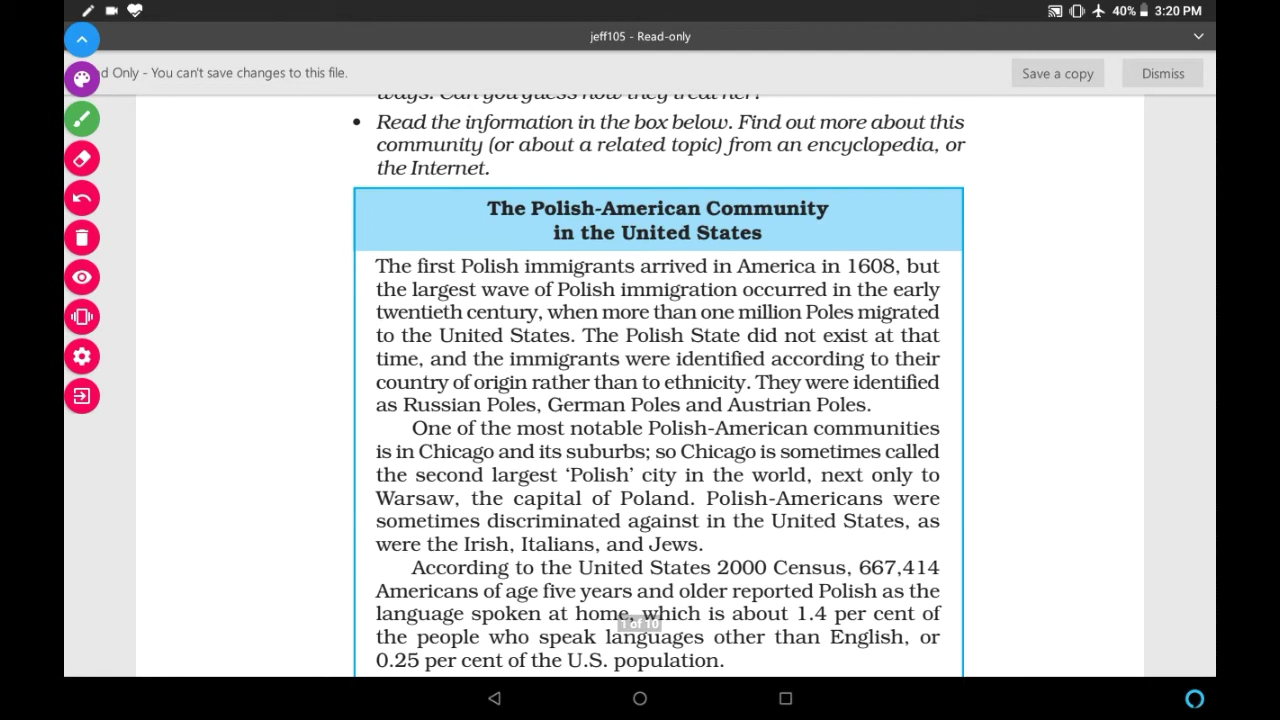 40% 3:20 PM
jeff105 - Read-only
d Only - You can't save changes to this file.
Save a copy
Dismiss
ways. Can you guess how they treat her?
• Read the information in the box below. Find out more about this
community (or about a related topic) from an encyclopedia, or
the Internet.
The Polish-American Community
in the United States
The first Polish immigrants arrived in America in 1608, but
the largest wave of Polish immigration occurred in the early
twentieth century, when more than one million Poles migrated
to the United States. The Polish State did not exist at that
time, and the immigrants were identified according to their
country of origin rather than to ethnicity. They were identified
as Russian Poles, German Poles and Austrian Poles.
One of the most notable Polish-American communities
is in Chicago and its suburbs; so Chicago is sometimes called
the second largest ‘Polish’ city in the world, next only to
Warsaw, the capital of Poland. Polish-Americans were
sometimes discriminated against in the United States, as
were the Irish, Italians, and Jews.
According to the United States 2000 Census, 667,414
Americans of age five years and older reported Polish as the
language spoken at home, which is about 1.4 per cent of
1 of 10
the people who speak languages other than English, or
0.25 per cent of the U.S. population.